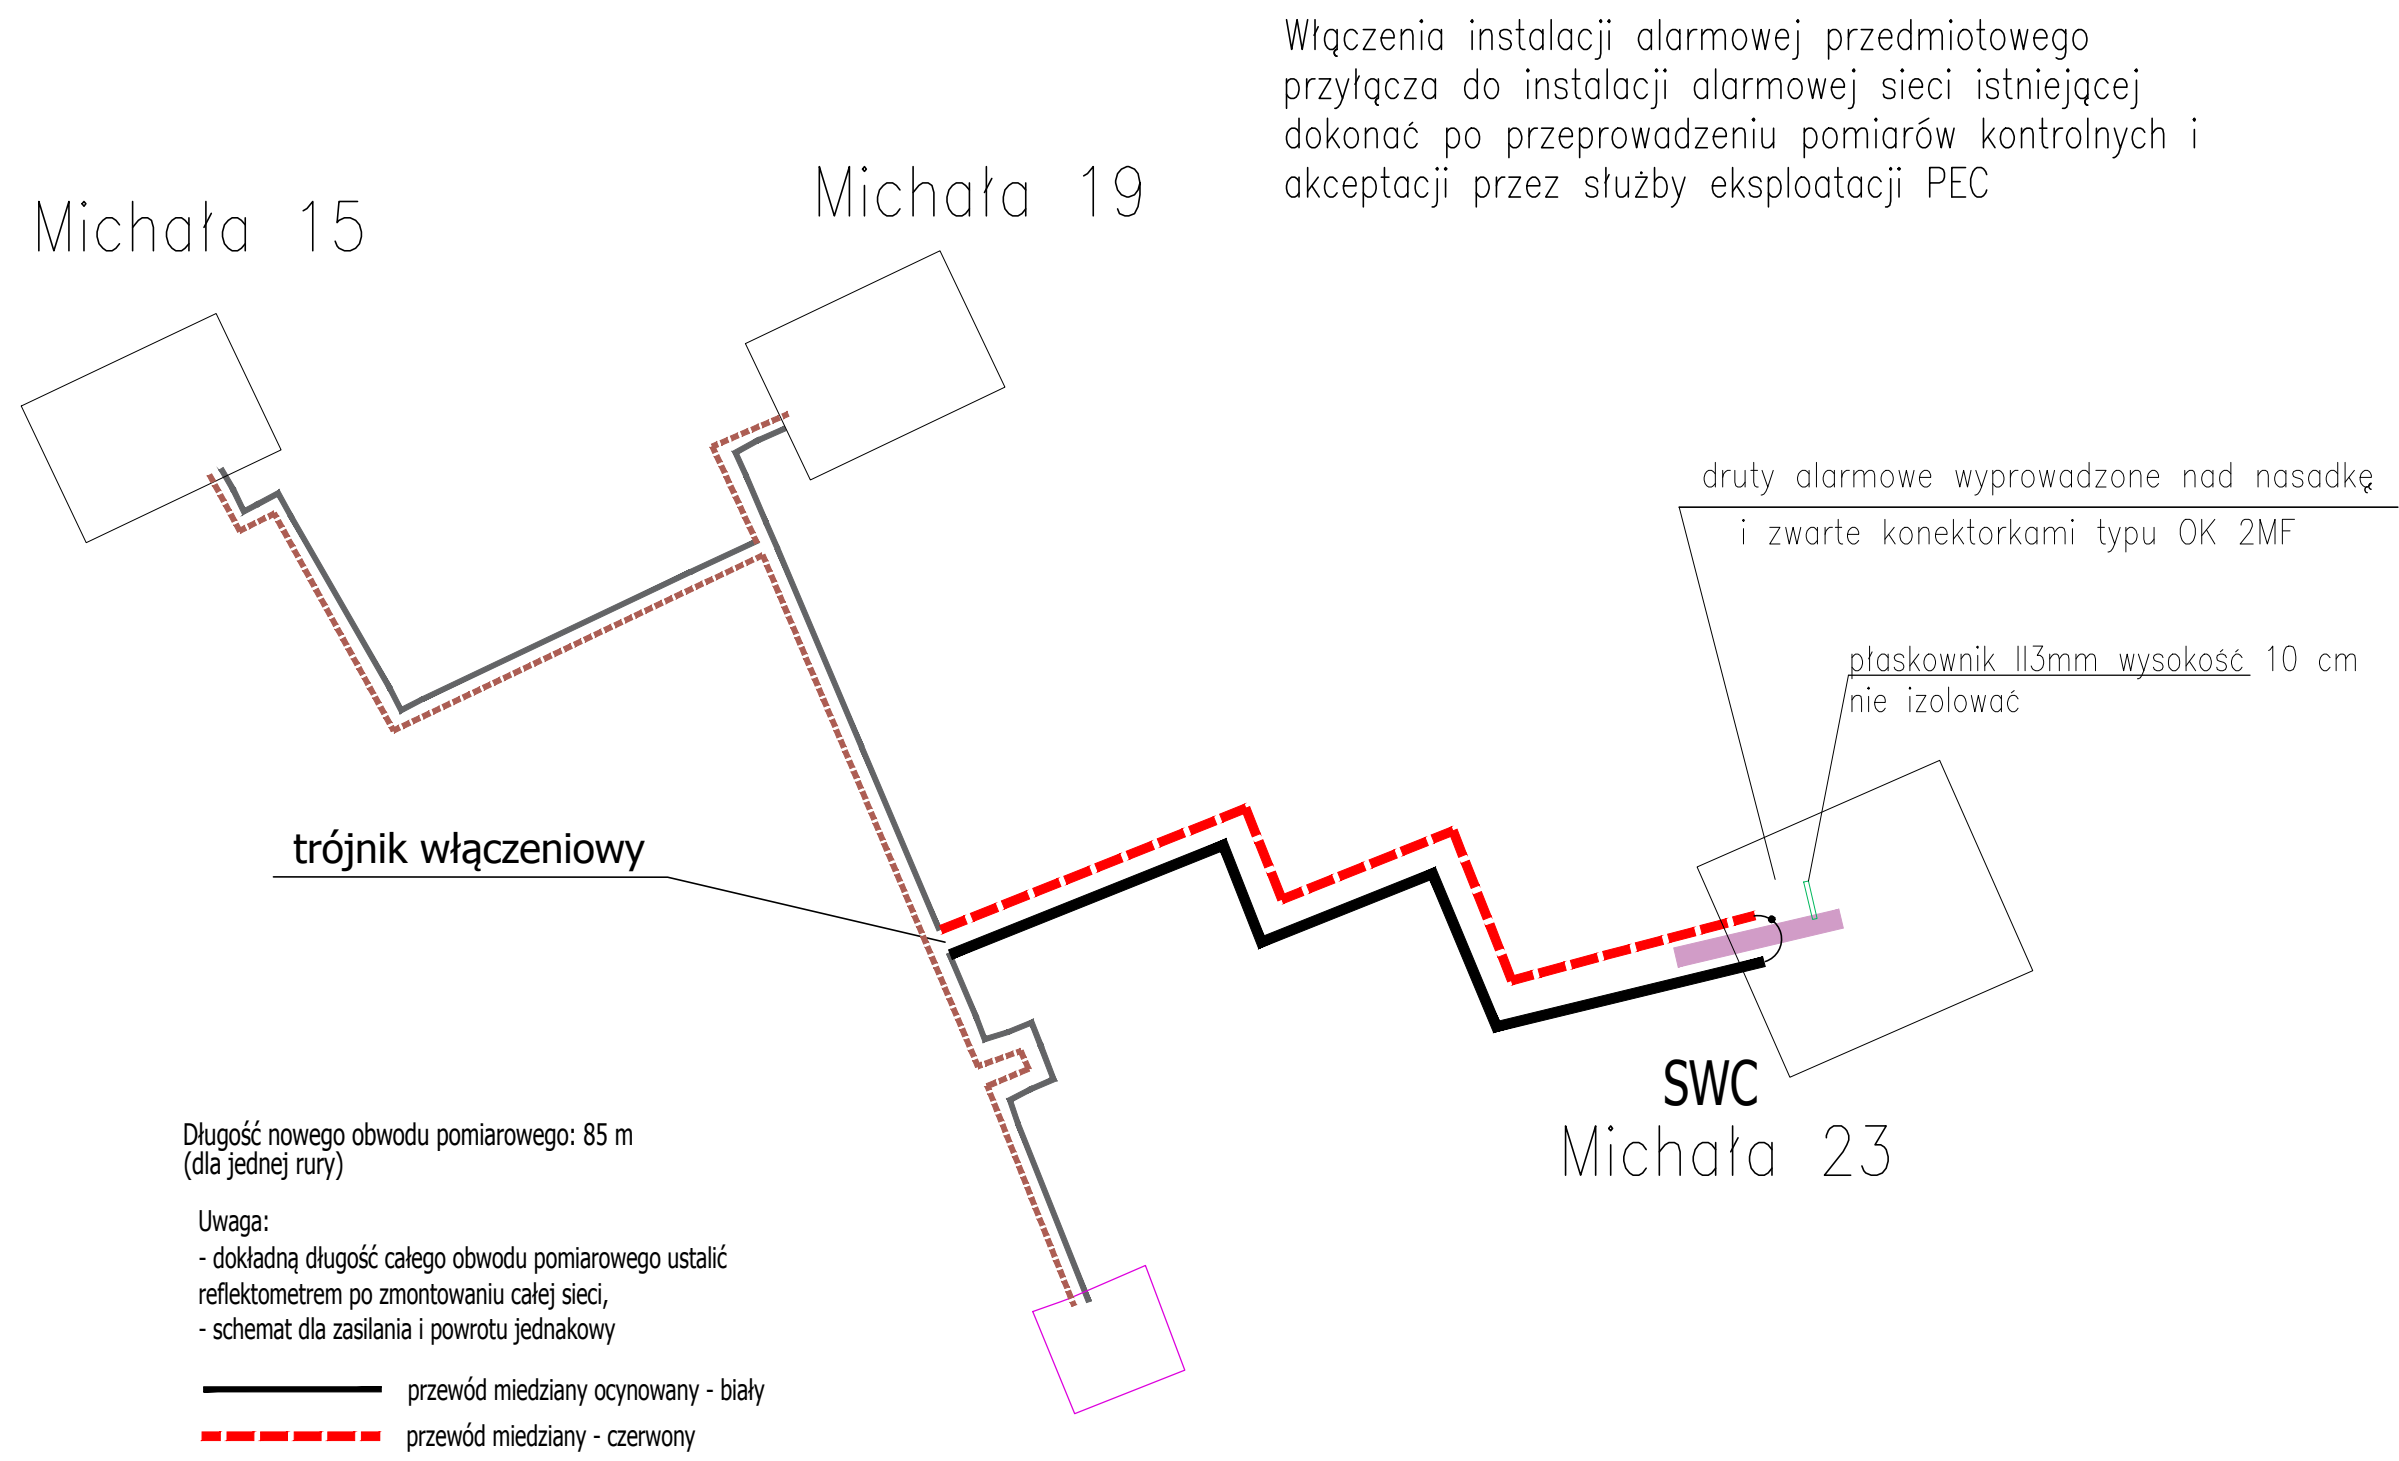 Włączenia instalacji alarmowej przedmiotowego
przyłącza do instalacji alarmowej sieci istniejącej
dokonać po przeprowadzeniu pomiarów kontrolnych i
akceptacji przez służby eksploatacji PEC
Michała 19
Michała 15
druty alarmowe wyprowadzone nad nasadkę
i zwarte konektorkami typu OK 2MF
płaskownik II3mm wysokość 10 cm
nie izolować
trójnik włączeniowy
SWC
Michała 23
Długość nowego obwodu pomiarowego: 85 m
(dla jednej rury)
Uwaga:
- dokładną długość całego obwodu pomiarowego ustalić
reflektometrem po zmontowaniu całej sieci,
- schemat dla zasilania i powrotu jednakowy
przewód miedziany ocynowany - biały
przewód miedziany - czerwony